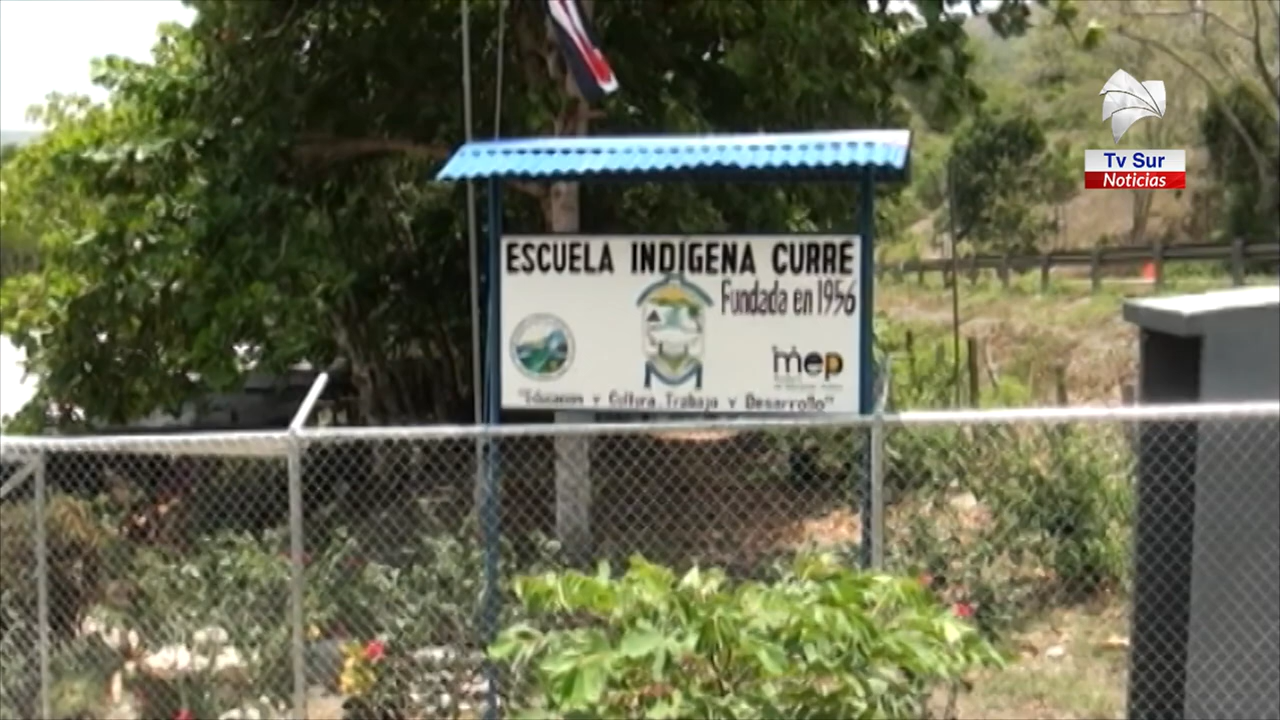 Tv Sur
Noticias
ESCUELA INDIGENA CURRE
Fundada en 1956
mep
"Educacion y Cultura, Trabajo y Desarrollo"